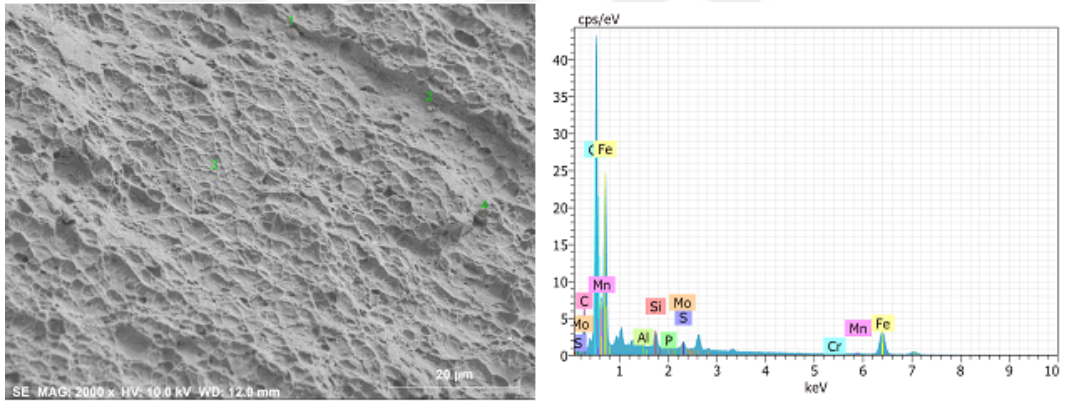 1
2
3
4
SE MAG: 2000 x HV: 10.0 kV WD: 12.0 mm
20 µm
cps/eV
40
35
30
25
20
15
10
5
0
Fe
Mn
C
Mo
S
Al
Si
P
Mo
S
Cr
Mn
Fe
1 2 3 4 5 6 7 8 9 10
keV